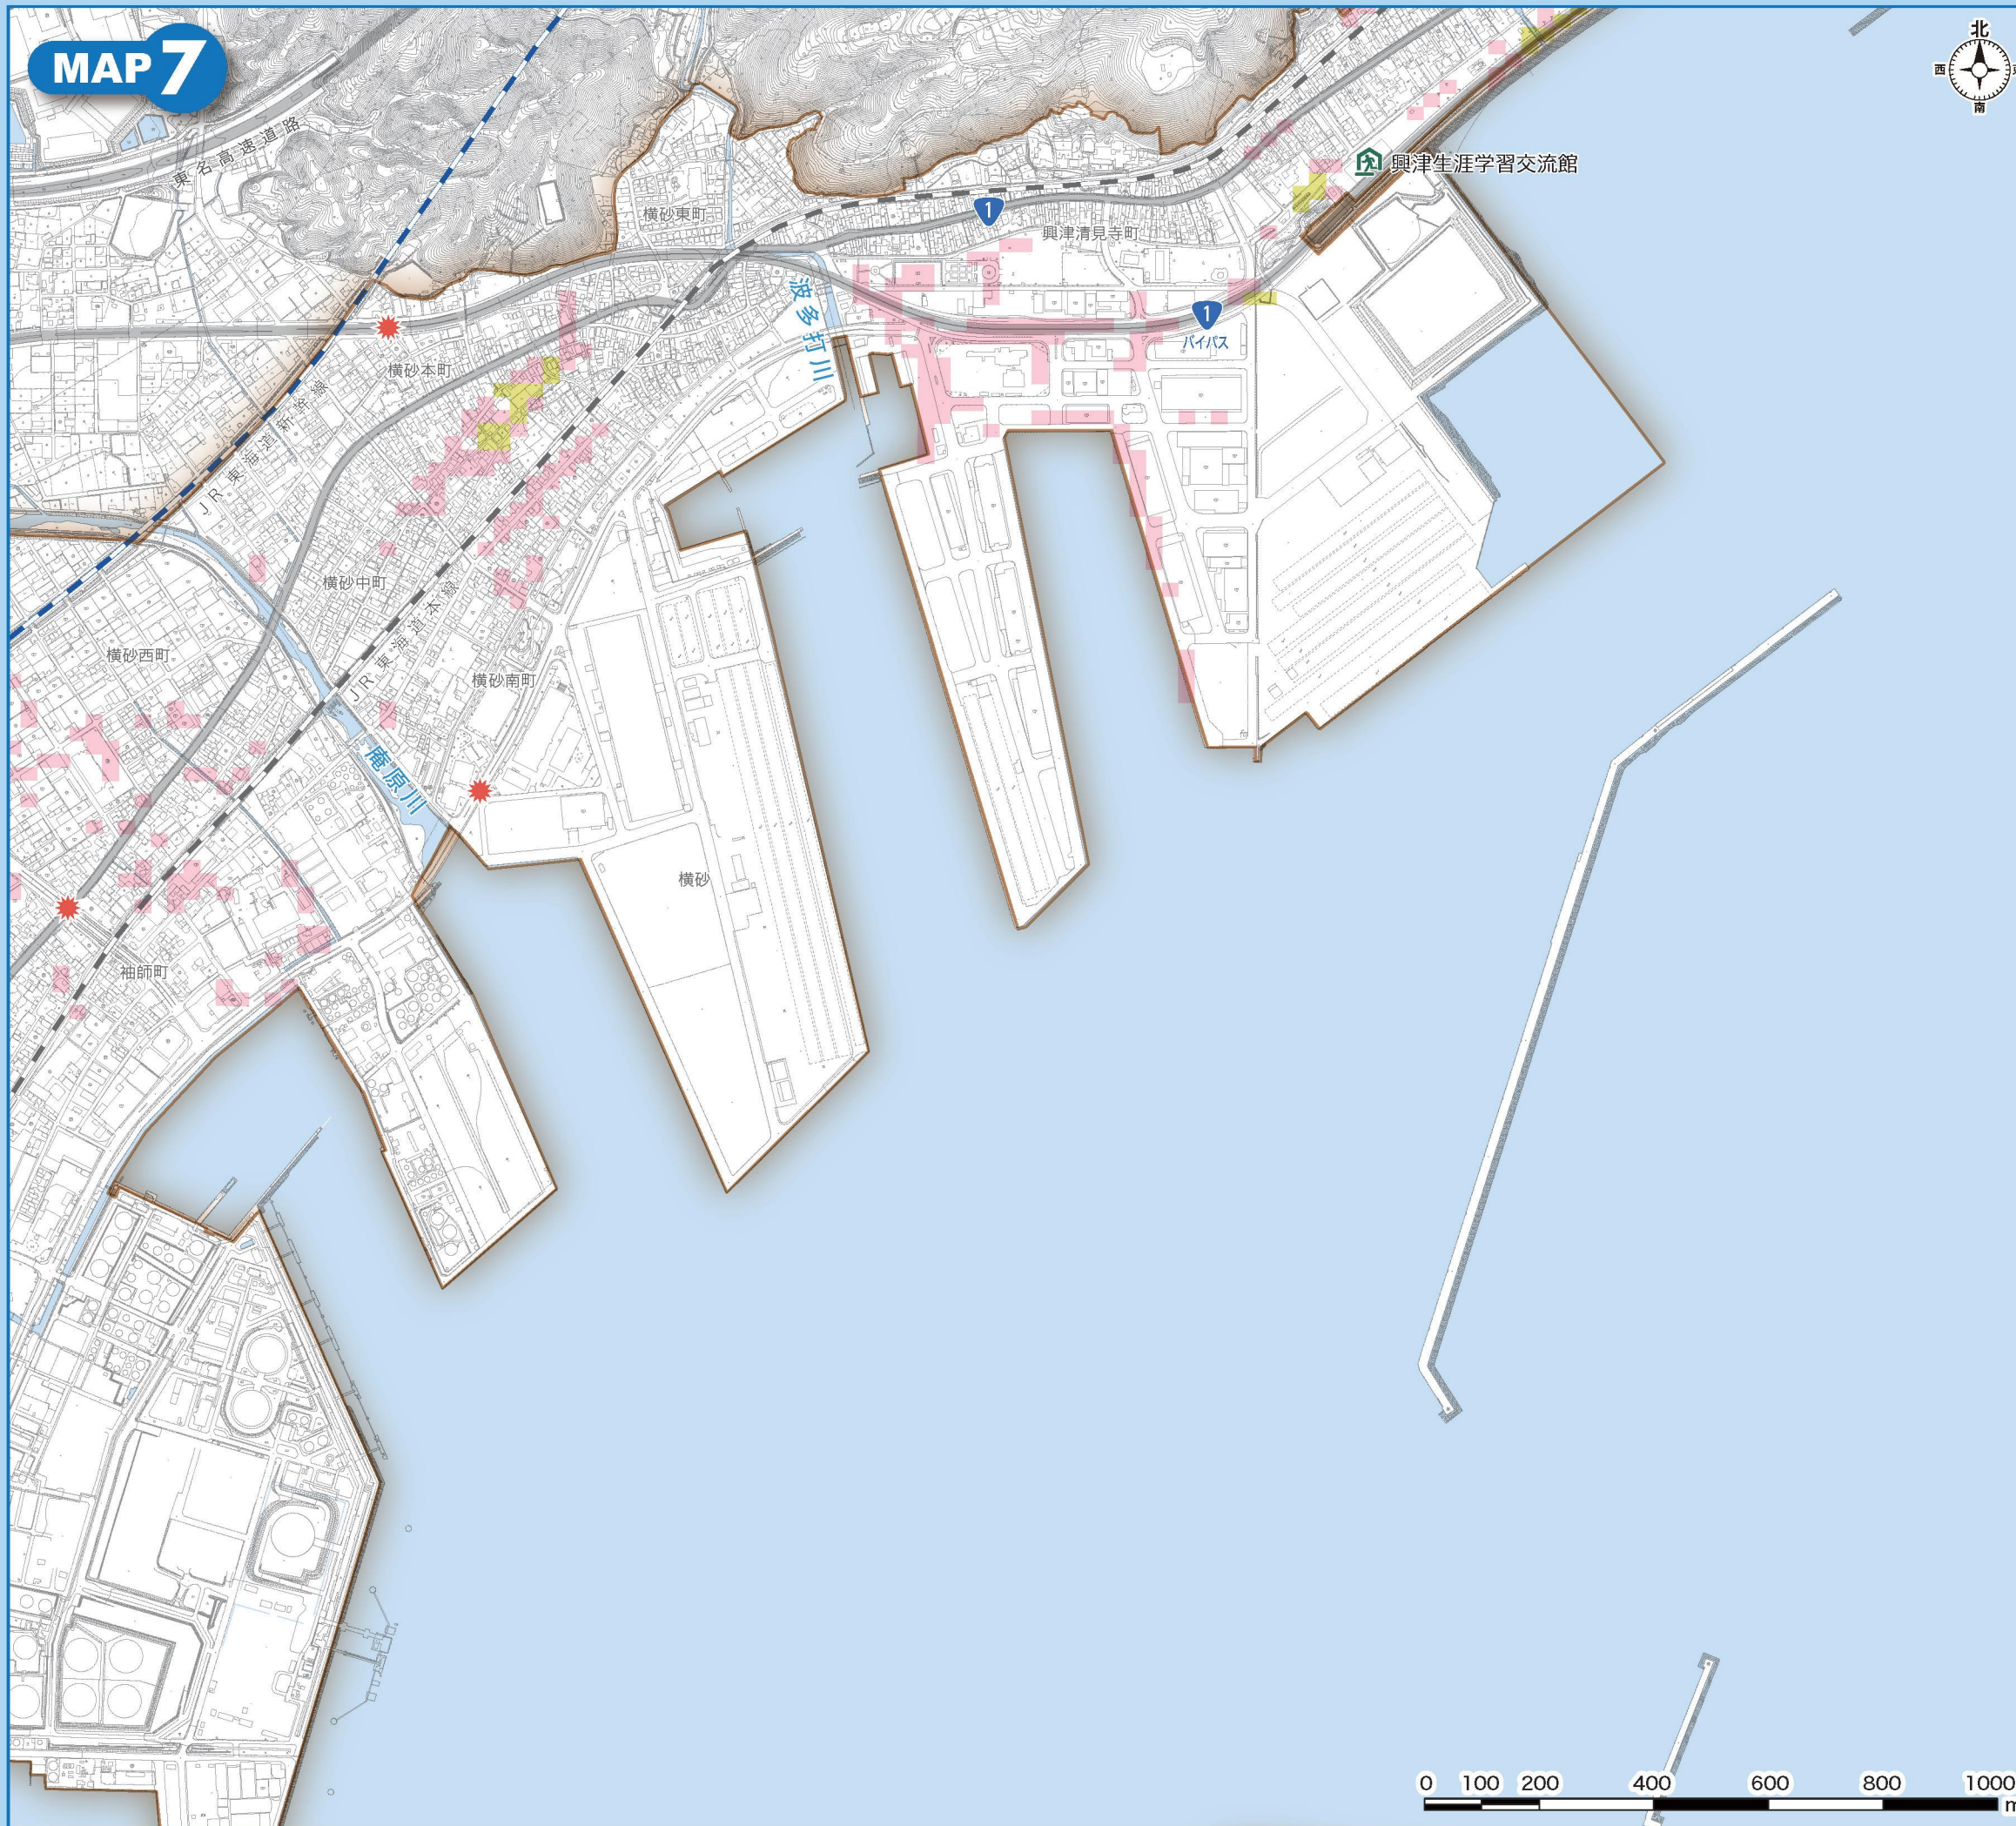 MAP 7
北
西
東
南
東名高速道路
興津生涯学習交流館
横砂東町
1
興津清見寺町
波多打川
1
バイパス
横砂本町
JR東海道新幹線
横砂中町
JR東海道本線
横砂西町
横砂南町
庵原川
横砂
袖師町
0 100 200 400 600 800 1000
m